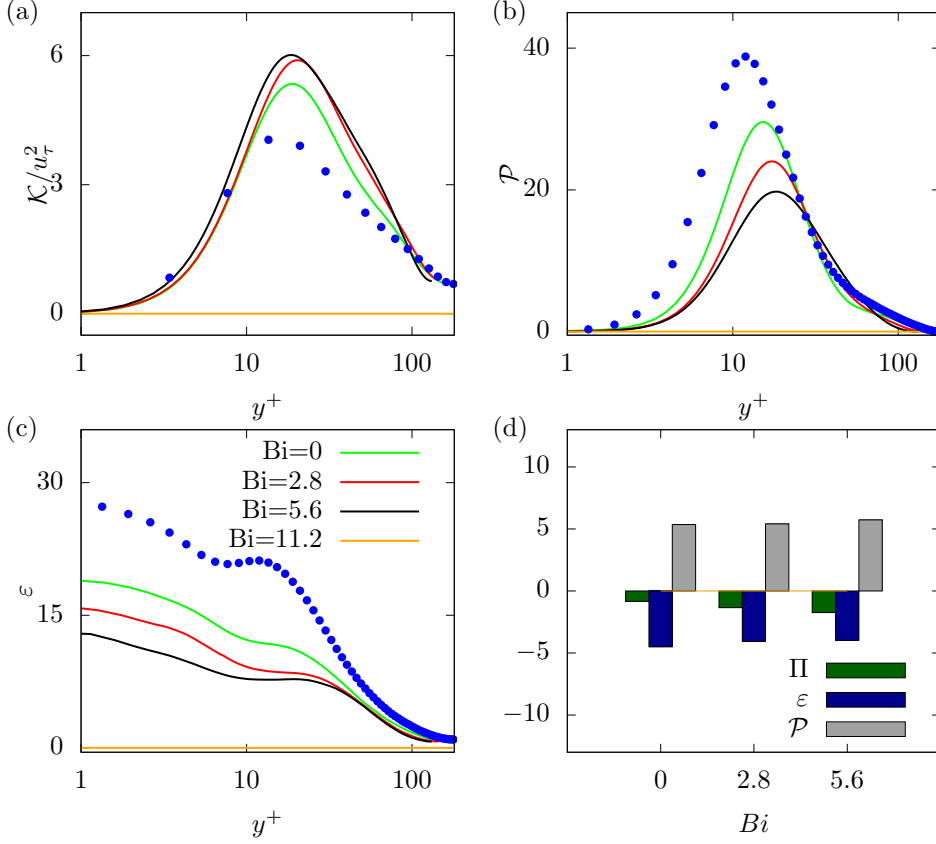 (a)
6
3
0
𝒦/u_τ^2
1 10 100
y^+
(b)
40
20
0
𝒫
1 10 100
y^+
(c)
30
15
0
ε
Bi=0
Bi=2.8
Bi=5.6
Bi=11.2
1 10 100
y^+
(d)
10
5
0
−5
−10
Π
ε
𝒫
0 2.8 5.6
Bi